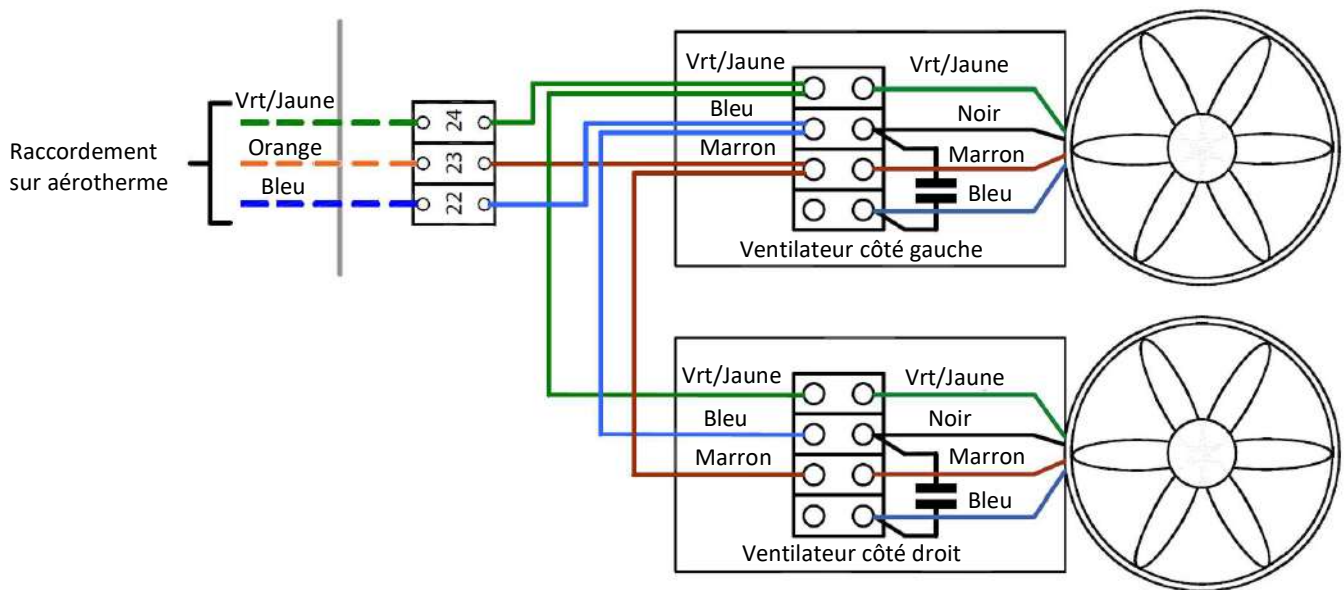 Vrt/Jaune
Orange
Bleu
Raccordement
sur aérotherme
24
23
22
Vrt/Jaune
Bleu
Marron
Vrt/Jaune
Noir
Marron
Bleu
Ventilateur côté gauche
Vrt/Jaune
Bleu
Marron
Vrt/Jaune
Noir
Marron
Bleu
Ventilateur côté droit